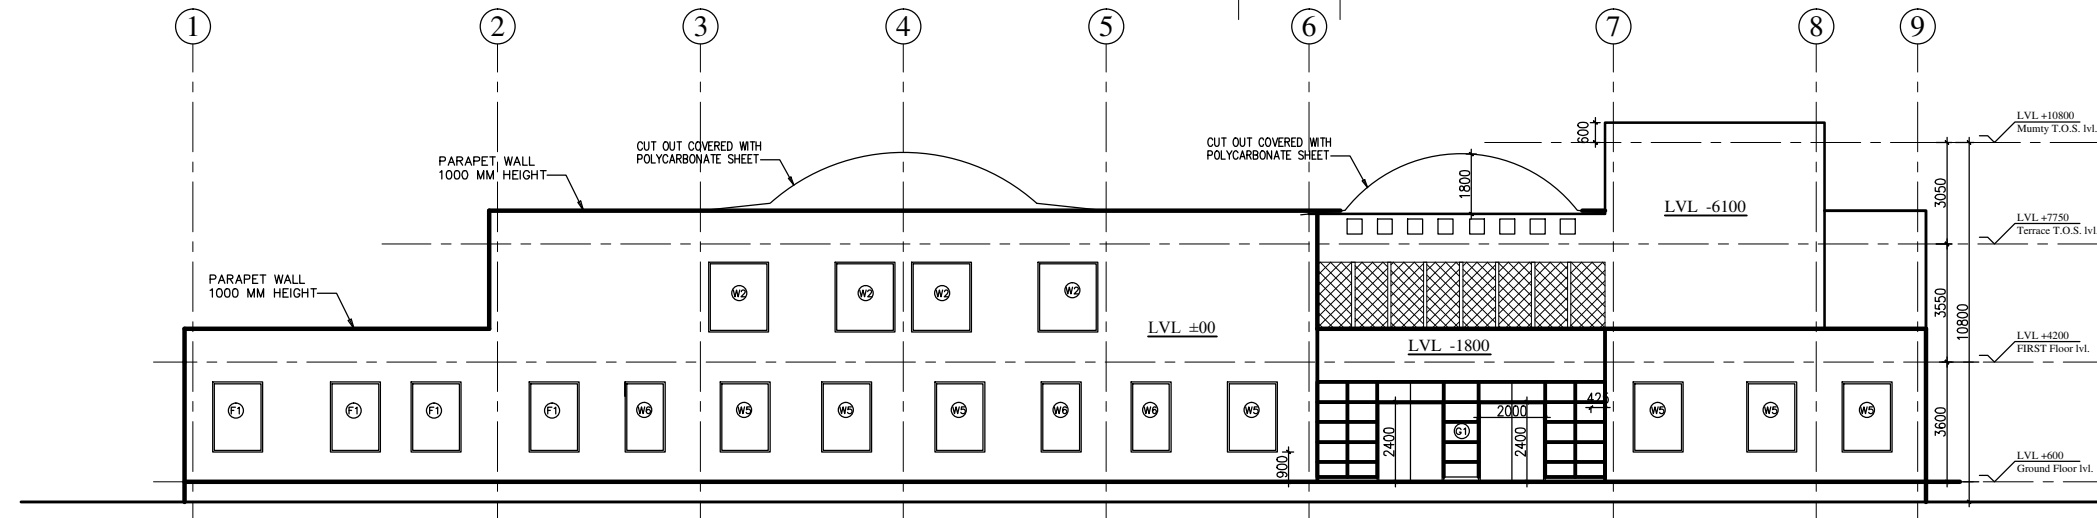 1 2 3 4 5 6 7 8 9
LVL +10800
Mumty T.O.S. lvl.
600
CUT OUT COVERED WITH
POLYCARBONATE SHEET
CUT OUT COVERED WITH
POLYCARBONATE SHEET
PARAPET WALL
1000 MM HEIGHT
1800
3050
LVL -6100
LVL +7750
Terrace T.O.S. lvl.
PARAPET WALL
1000 MM HEIGHT
W2 W2 W2 W2
3550
10800
LVL ±00
LVL -1800
LVL +4200
FIRST Floor lvl.
F1 F1 F1 F1 W6 W5 W5 W5 W6 W6 W5
425
2000
W5 W5 W5
G1
2400
2400
3600
900
LVL +600
Ground Floor lvl.